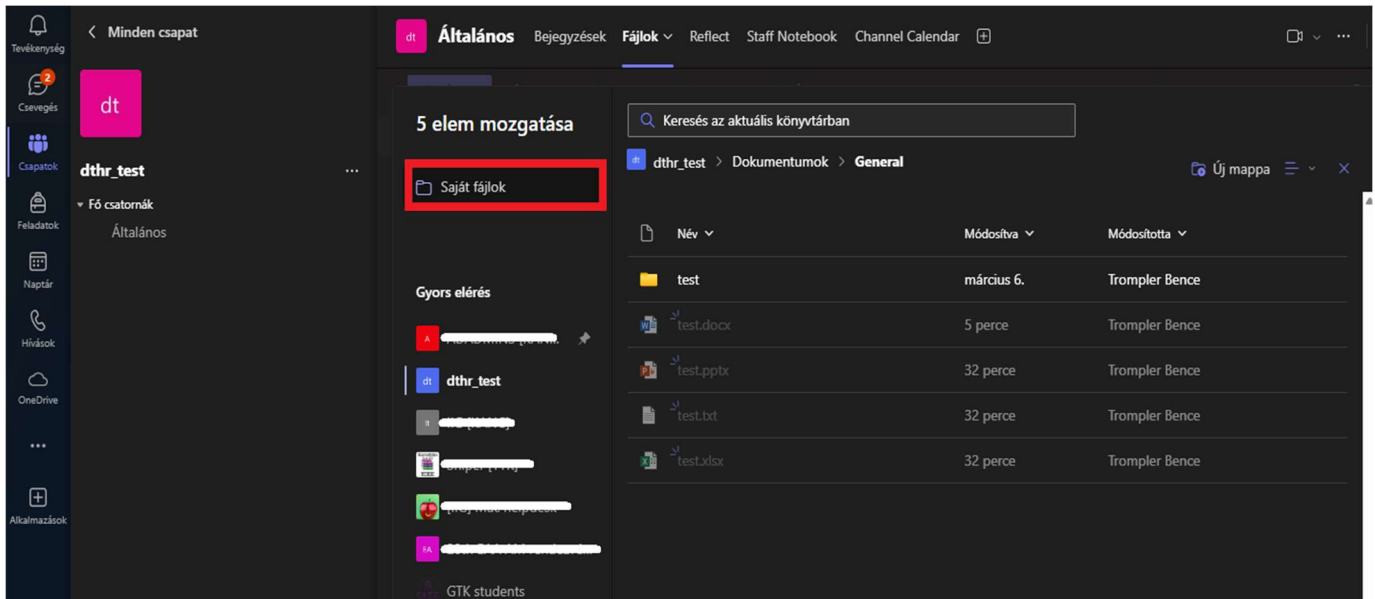 Tevékenység
2
Csevegés
Csapatok
Feladatok
Naptár
Hívások
OneDrive
Alkalmazások
Minden csapat
dt
dthr_test
Fő csatornák
Általános
dt Általános Bejegyzések Fájlok Reflect Staff Notebook Channel Calendar
5 elem mozgatása
Saját fájlok
Gyors elérés
A
dt dthr_test
EA
GTK students
Keresés az aktuális könyvtárban
dt dthr_test > Dokumentumok > General
Új mappa
Név Módosítva Módosította
test március 6. Trompler Bence
test.docx 5 perce Trompler Bence
test.pptx 32 perce Trompler Bence
test.txt 32 perce Trompler Bence
test.xlsx 32 perce Trompler Bence